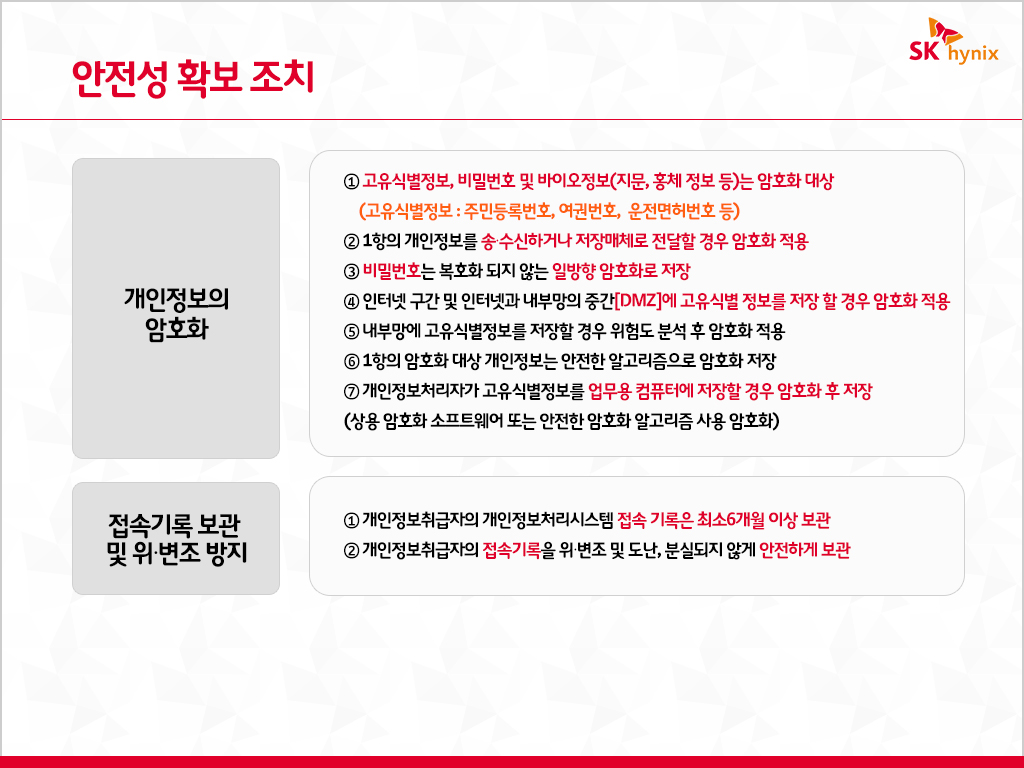 SK hynix
안전성 확보 조치
개인정보의
암호화
① 고유식별정보, 비밀번호 및 바이오정보(지문, 홍체 정보 등)는 암호화 대상
(고유식별정보 : 주민등록번호, 여권번호, 운전면허번호 등)
② 1항의 개인정보를 송·수신하거나 저장매체로 전달할 경우 암호화 적용
③ 비밀번호는 복호화 되지 않는 일방향 암호화로 저장
④ 인터넷 구간 및 인터넷과 내부망의 중간[DMZ]에 고유식별 정보를 저장 할 경우 암호화 적용
⑤ 내부망에 고유식별정보를 저장할 경우 위험도 분석 후 암호화 적용
⑥ 1항의 암호화 대상 개인정보는 안전한 알고리즘으로 암호화 저장
⑦ 개인정보처리자가 고유식별정보를 업무용 컴퓨터에 저장할 경우 암호화 후 저장
(상용 암호화 소프트웨어 또는 안전한 암호화 알고리즘 사용 암호화)
접속기록 보관
및 위·변조 방지
① 개인정보취급자의 개인정보처리시스템 접속 기록은 최소6개월 이상 보관
② 개인정보취급자의 접속기록을 위·변조 및 도난, 분실되지 않게 안전하게 보관